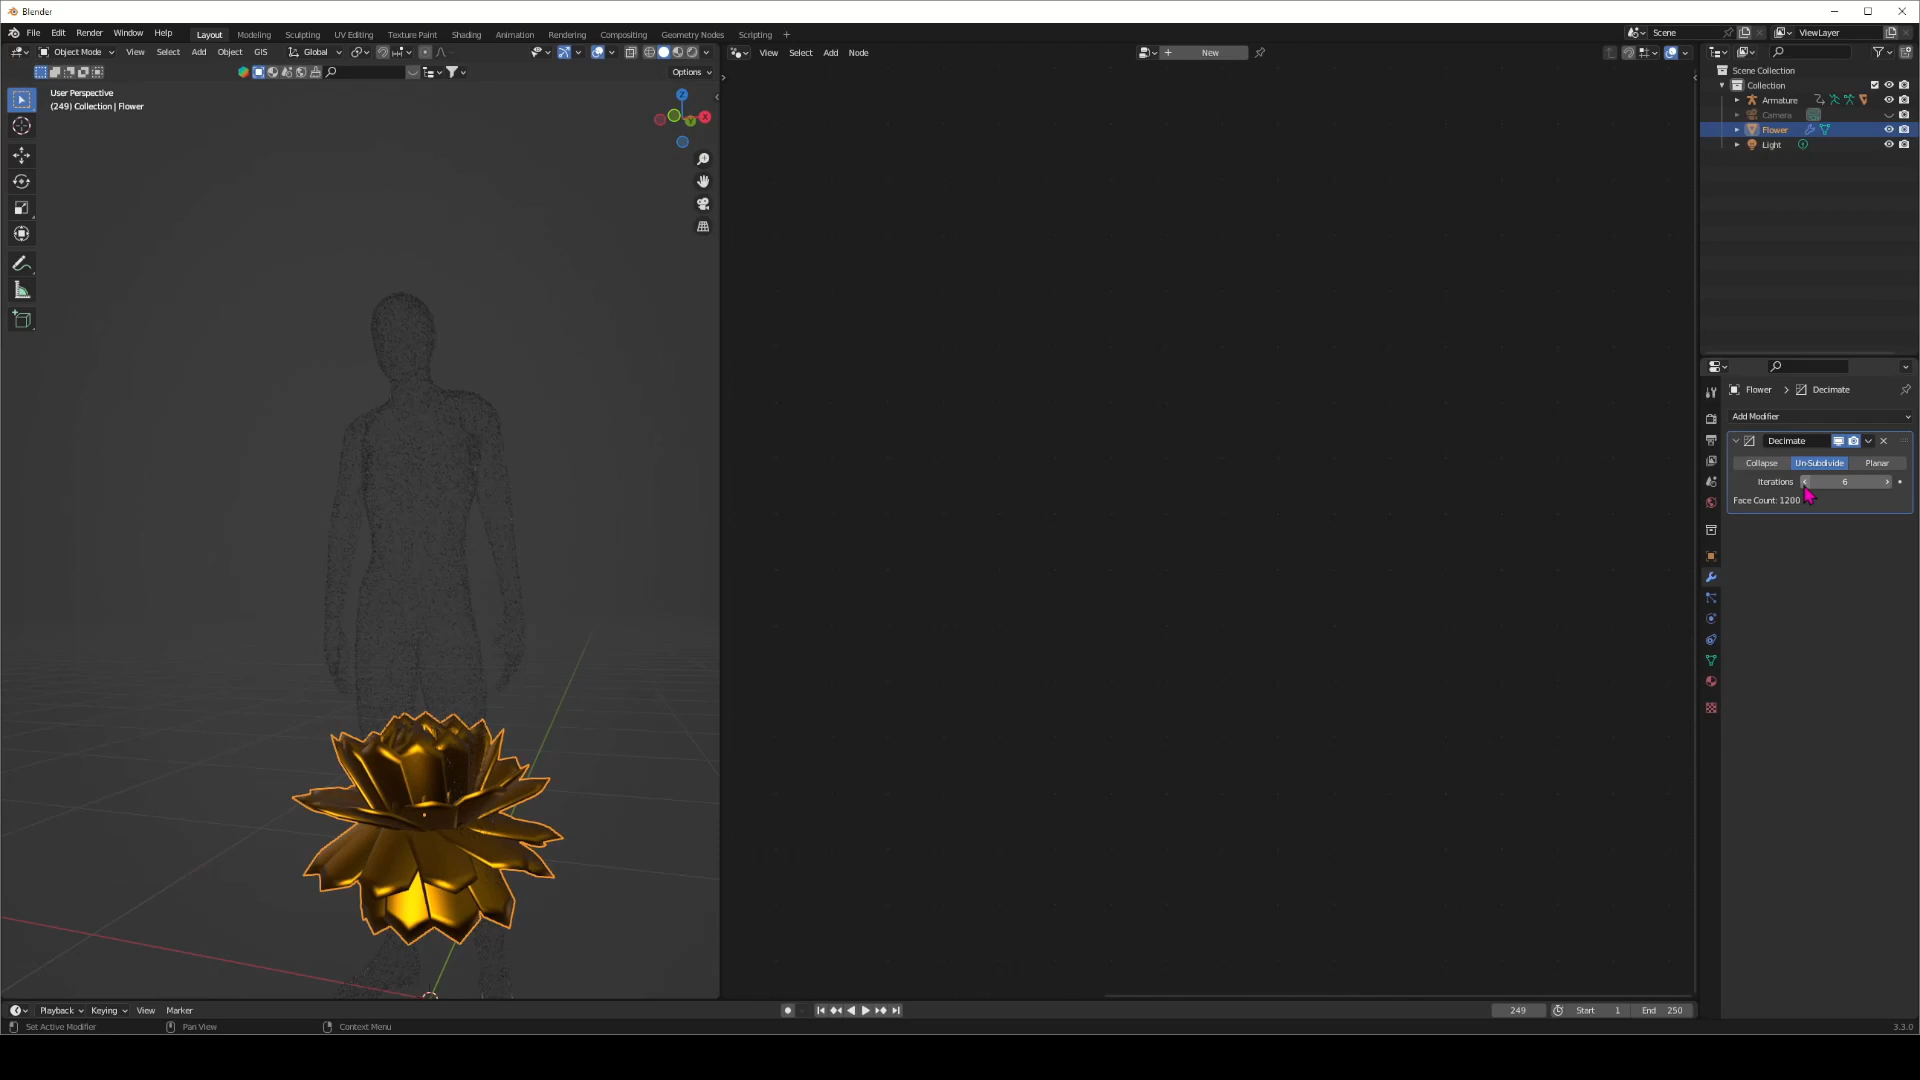 Blender
File Edit Render Window Help Layout Modeling Sculpting UV Editing Texture Paint Shading Animation Rendering Compositing Geometry Nodes Scripting + Scene ViewLayer
Object Mode View Select Add Object GIS Global View Select Add Node + New
Options
User Perspective
(249) Collection | Flower
Z
X
Y
Scene Collection
Collection
Armature
Camera
Flower
Light
Flower > Decimate
Add Modifier
Decimate
Collapse Un-Subdivide Planar
Iterations 6
Face Count: 1200
Playback Keying View Marker 249 Start 1 End 250
Set Active Modifier Pan View Context Menu 3.3.0